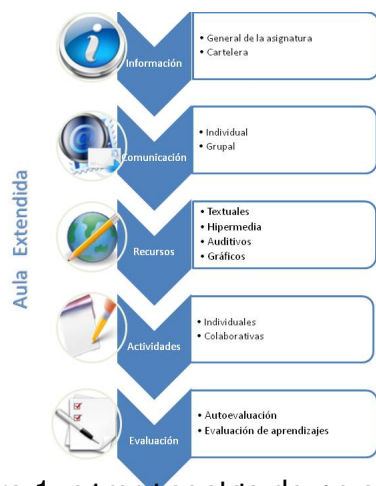 Aula Extendida
Información
• General de la asignatura
• Cartelera
Comunicación
• Individual
• Grupal
Recursos
• Textuales
• Hipermedia
• Auditivos
• Gráficos
Actividades
• Individuales
• Colaborativas
Evaluación
• Autoevaluación
• Evaluación de aprendizajes